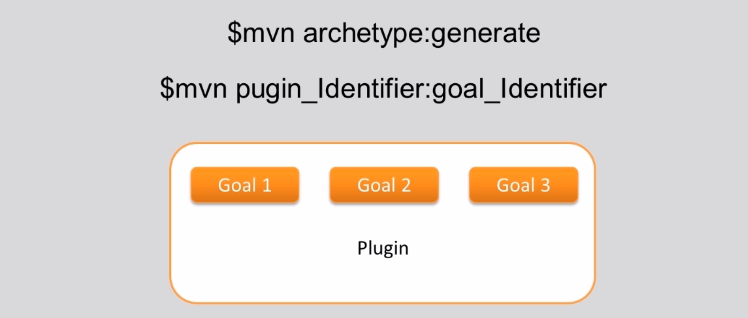 $mvn archetype:generate
$mvn pugin_Identifier:goal_Identifier
Goal 1 Goal 2 Goal 3
Plugin